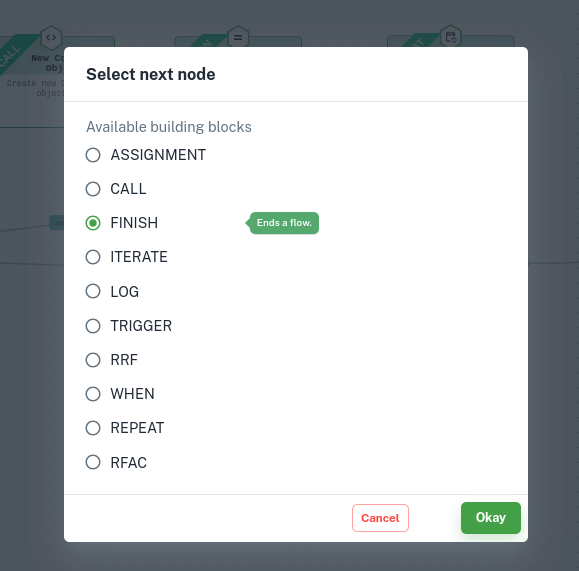 CALL
New Co
Obj
Create new C
object
Select next node
Available building blocks
ASSIGNMENT
CALL
FINISH
Ends a flow.
ITERATE
LOG
TRIGGER
RRF
WHEN
REPEAT
RFAC
Cancel
Okay